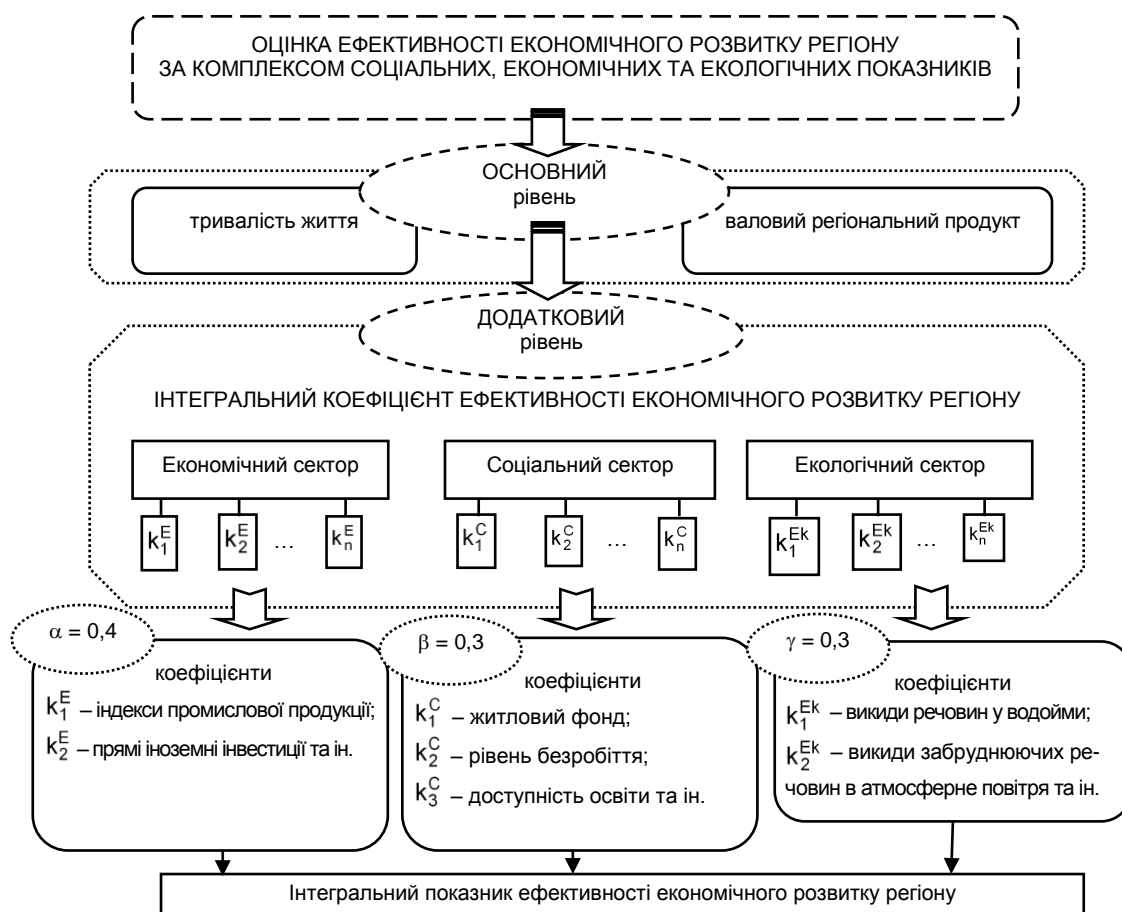 ОЦІНКА ЕФЕКТИВНОСТІ ЕКОНОМІЧНОГО РОЗВИТКУ РЕГІОНУ
ЗА КОМПЛЕКСОМ СОЦІАЛЬНИХ, ЕКОНОМІЧНИХ ТА ЕКОЛОГІЧНИХ ПОКАЗНИКІВ
ОСНОВНИЙ
рівень
тривалість життя
валовий регіональний продукт
ДОДАТКОВИЙ
рівень
ІНТЕГРАЛЬНИЙ КОЕФІЦІЄНТ ЕФЕКТИВНОСТІ ЕКОНОМІЧНОГО РОЗВИТКУ РЕГІОНУ
Економічний сектор
k₁ᴱ k₂ᴱ ... kₙᴱ
Соціальний сектор
k₁ᶜ k₂ᶜ ... kₙᶜ
Екологічний сектор
k₁ᴱᵏ k₂ᴱᵏ ... kₙᴱᵏ
α = 0,4
коефіцієнти
k₁ᴱ – індекси промислової продукції;
k₂ᴱ – прямі іноземні інвестиції та ін.
β = 0,3
коефіцієнти
k₁ᶜ – житловий фонд;
k₂ᶜ – рівень безробіття;
k₃ᶜ – доступність освіти та ін.
γ = 0,3
коефіцієнти
k₁ᴱᵏ – викиди речовин у водойми;
k₂ᴱᵏ – викиди забруднюючих ре-
човин в атмосферне повітря та ін.
Інтегральний показник ефективності економічного розвитку регіону